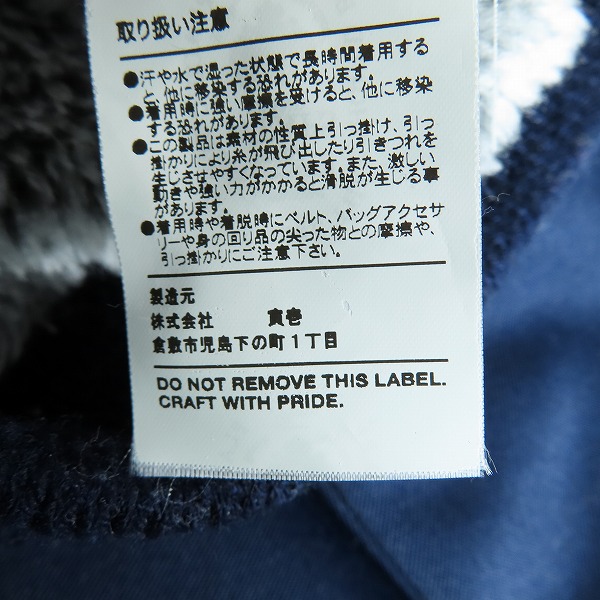 取り扱い注意
●汗や水で湿った状態で長時間着用する
と、他に移染する恐れがあります。
●着用時に強い摩擦を受けると、他に移染
する恐れがあります。
●この製品は素材の性質上引っ掛け、引っ
掛かりにより糸が飛び出したり引きつれを
生じさせやすくなっています。また、激しい
動きや強い力がかかると滑脱が生じる事
があります。
●着用時や着脱時にベルト、バッグアクセサ
リーや身の回り品の尖った物との摩擦や、
引っ掛かりにご注意下さい。
製造元
株式会社 寅壱
倉敷市児島下の町1丁目
DO NOT REMOVE THIS LABEL.
CRAFT WITH PRIDE.